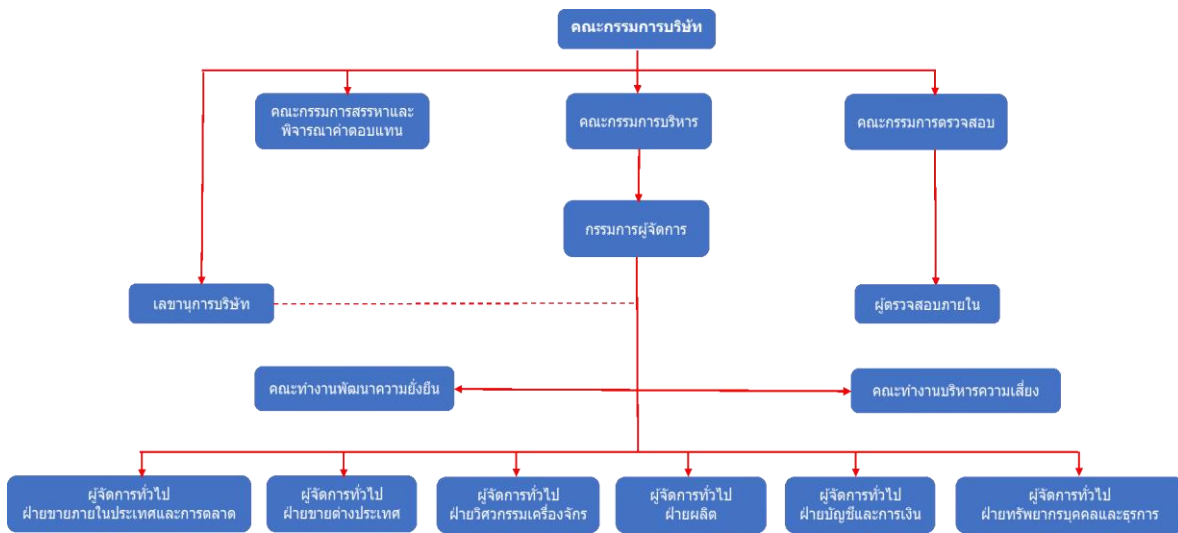 คณะกรรมการบริษัท
คณะกรรมการสรรหาและ
พิจารณาค่าตอบแทน
คณะกรรมการบริหาร
คณะกรรมการตรวจสอบ
กรรมการผู้จัดการ
เลขานุการบริษัท
ผู้ตรวจสอบภายใน
คณะทำงานพัฒนาความยั่งยืน
คณะทำงานบริหารความเสี่ยง
ผู้จัดการทั่วไป
ฝ่ายขายภายในประเทศและการตลาด
ผู้จัดการทั่วไป
ฝ่ายขายต่างประเทศ
ผู้จัดการทั่วไป
ฝ่ายวิศวกรรมเครื่องจักร
ผู้จัดการทั่วไป
ฝ่ายผลิต
ผู้จัดการทั่วไป
ฝ่ายบัญชีและการเงิน
ผู้จัดการทั่วไป
ฝ่ายทรัพยากรบุคคลและธุรการ